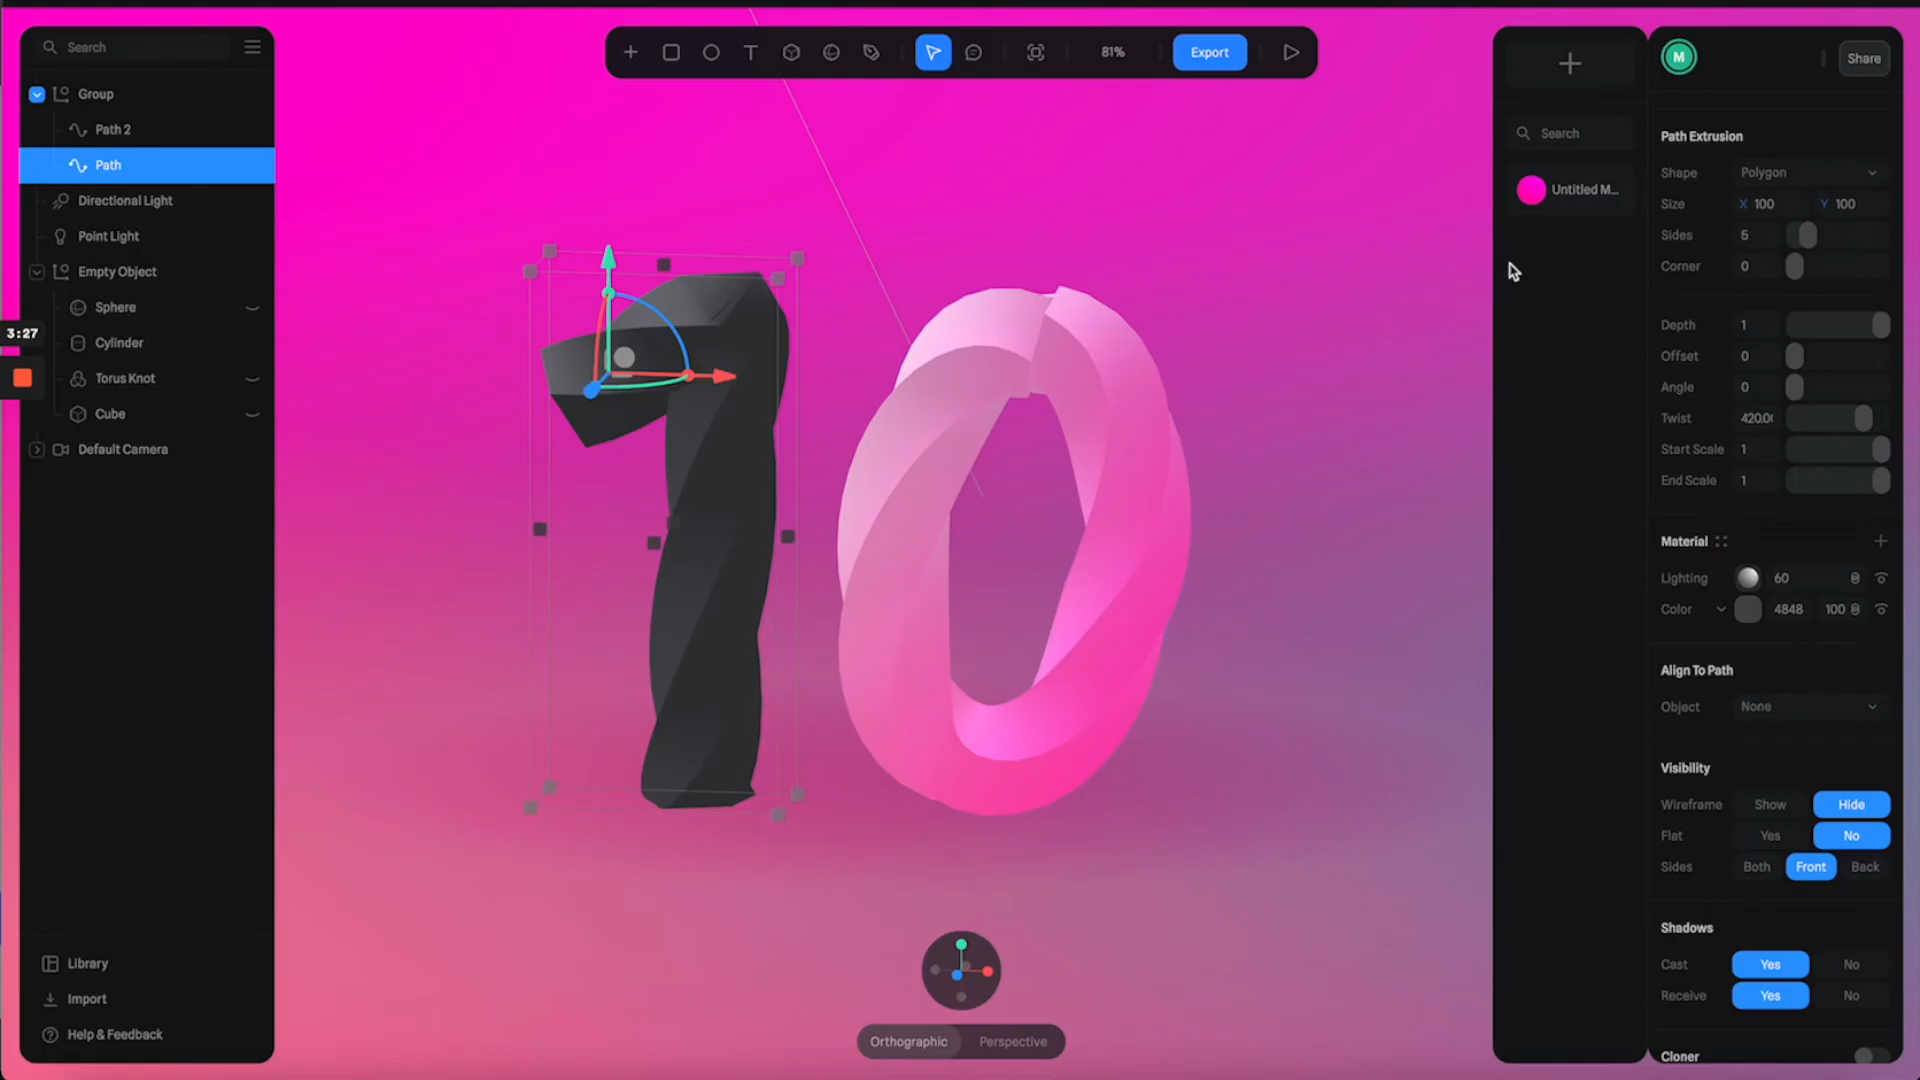 Search
Group
Path 2
Path
Directional Light
Point Light
Empty Object
Sphere
3:27
Cylinder
Torus Knot
Cube
Default Camera
Library
Import
Help & Feedback
T
81%
Export
10
Orthographic
Perspective
Search
Untitled M...
M
Share
Path Extrusion
Shape Polygon
Size X 100 Y 100
Sides 5
Corner 0
Depth 1
Offset 0
Angle 0
Twist 420.0
Start Scale 1
End Scale 1
Material
Lighting 60
Color 4848 100
Align To Path
Object None
Visibility
Wireframe Show Hide
Flat Yes No
Sides Both Front Back
Shadows
Cast Yes No
Receive Yes No
Cloner